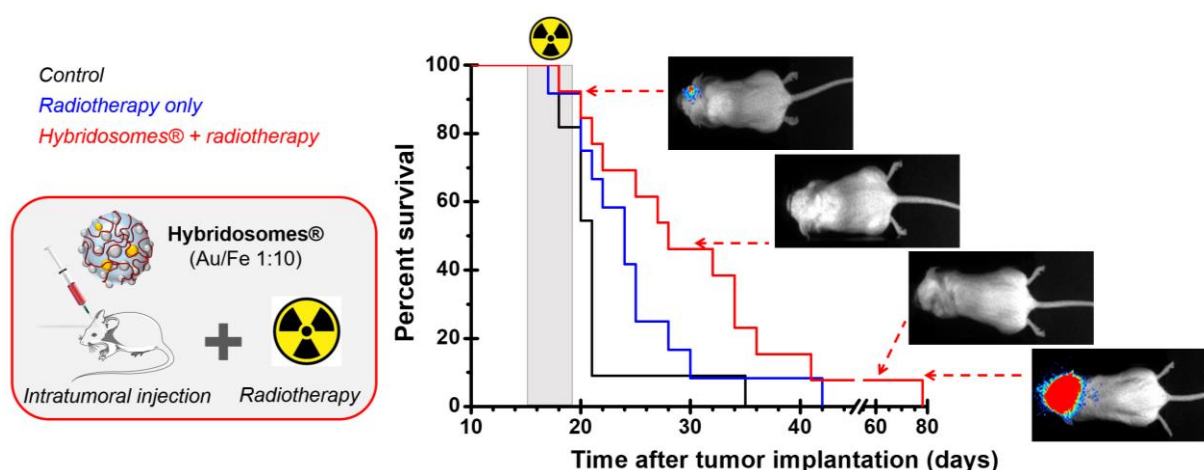 Control
Radiotherapy only
Hybridosomes® + radiotherapy
Hybridosomes®
(Au/Fe 1:10)
Intratumoral injection
Radiotherapy
Percent survival
100
80
60
40
20
0
10 20 30 40 60 80
Time after tumor implantation (days)